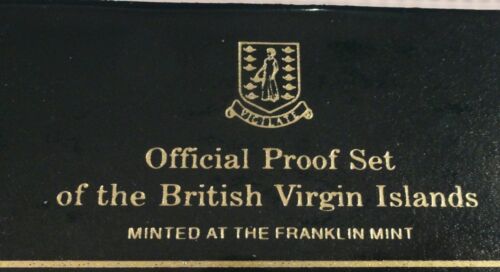 VIGILATE
Official Proof Set
of the British Virgin Islands
MINTED AT THE FRANKLIN MINT